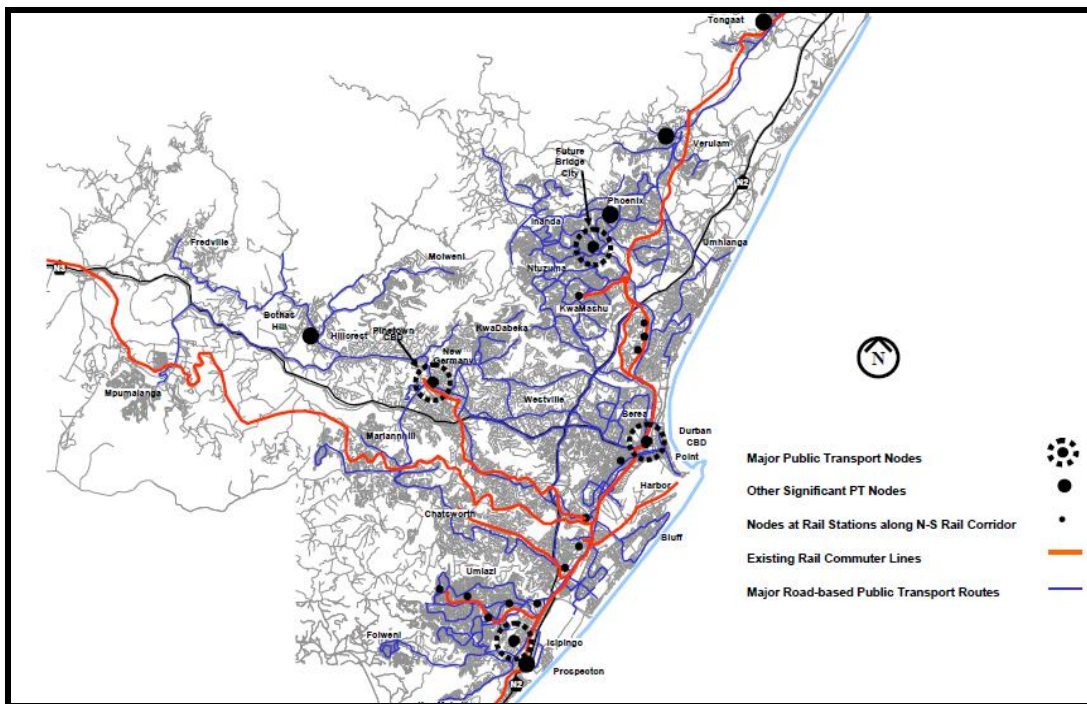 Tongaat
Verulam
Future
Bridge
City
N2
Phoenix
Inanda
Umhlanga
Fredville
Molweni
Ntuzuma
N3
KwaMashu
Bothas
Hill
Hillcrest
Pinetown
CBD
KwaDabeka
New
Germany
Mpumalanga
Westville
Berea
Durban
CBD
Mariannhill
Point
Harbor
Chatsworth
Bluff
Umlazi
Folweni
Isipingo
Prospecton
N2
N
Major Public Transport Nodes
Other Significant PT Nodes
Nodes at Rail Stations along N-S Rail Corridor
Existing Rail Commuter Lines
Major Road-based Public Transport Routes